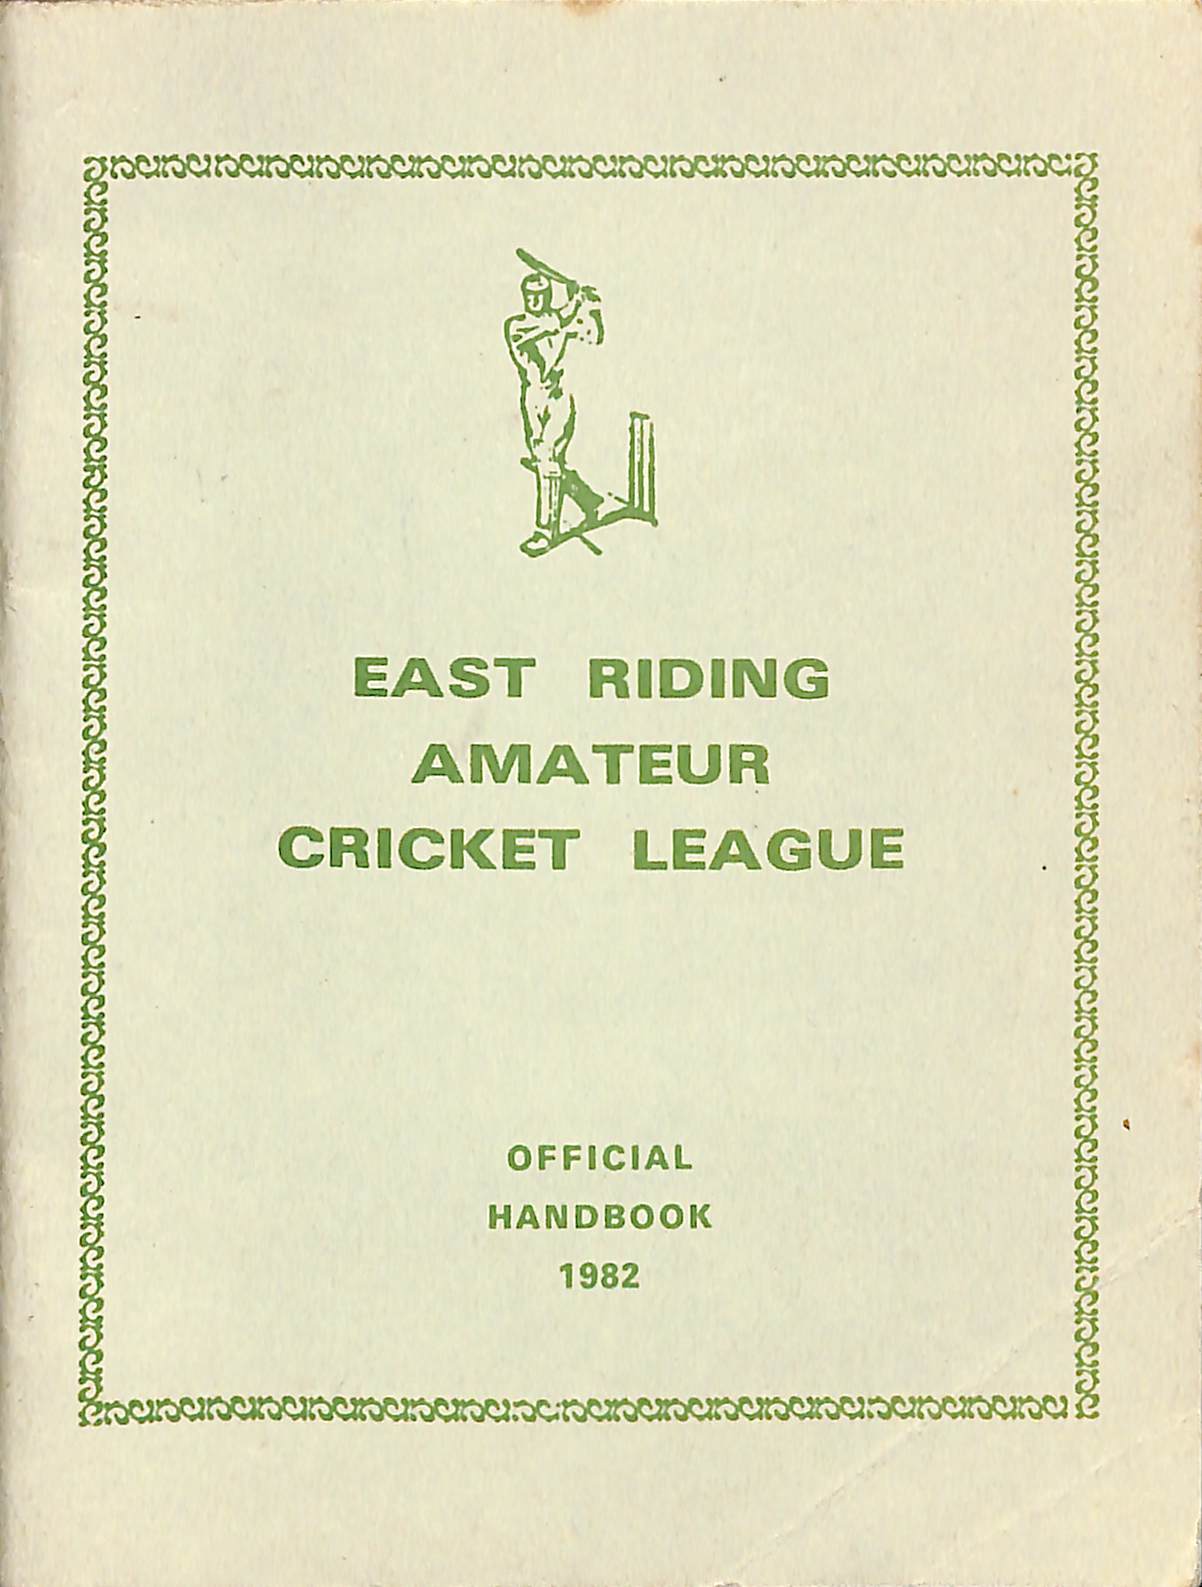 EAST RIDING
AMATEUR
CRICKET LEAGUE
OFFICIAL
HANDBOOK
1982